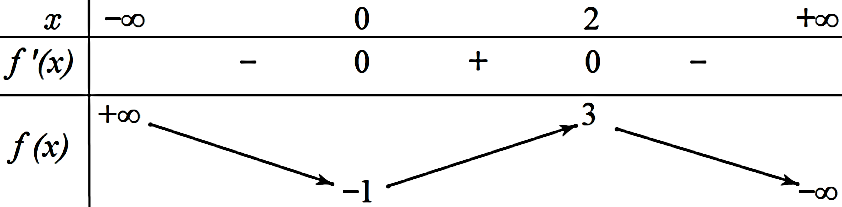 x −∞ 0 2 +∞
f'(x) − 0 + 0 −
+∞ 3
f(x)
−1 −∞